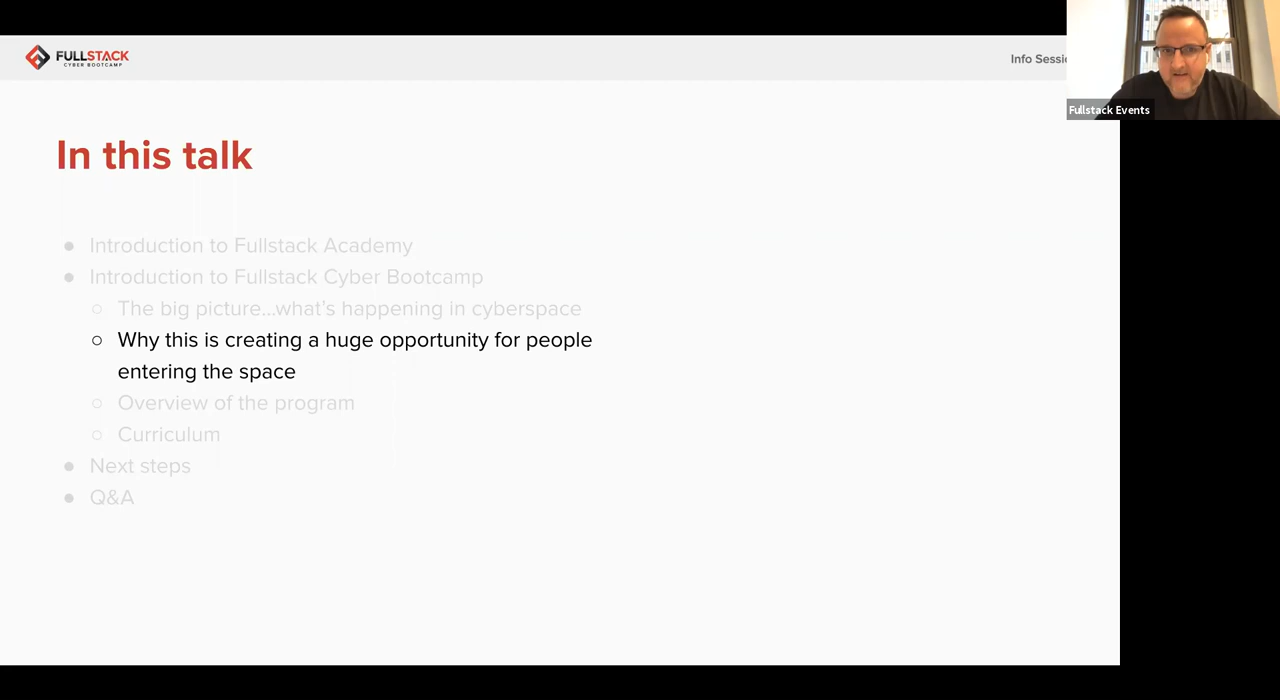 FULLSTACK
CYBER BOOTCAMP
Info
Fullstack Events
In this talk
● Introduction to Fullstack Academy
● Introduction to Fullstack Cyber Bootcamp
○ The big picture...what's happening in cyberspace
○ Why this is creating a huge opportunity for people
entering the space
○ Overview of the program
○ Curriculum
● Next steps
● Q&A